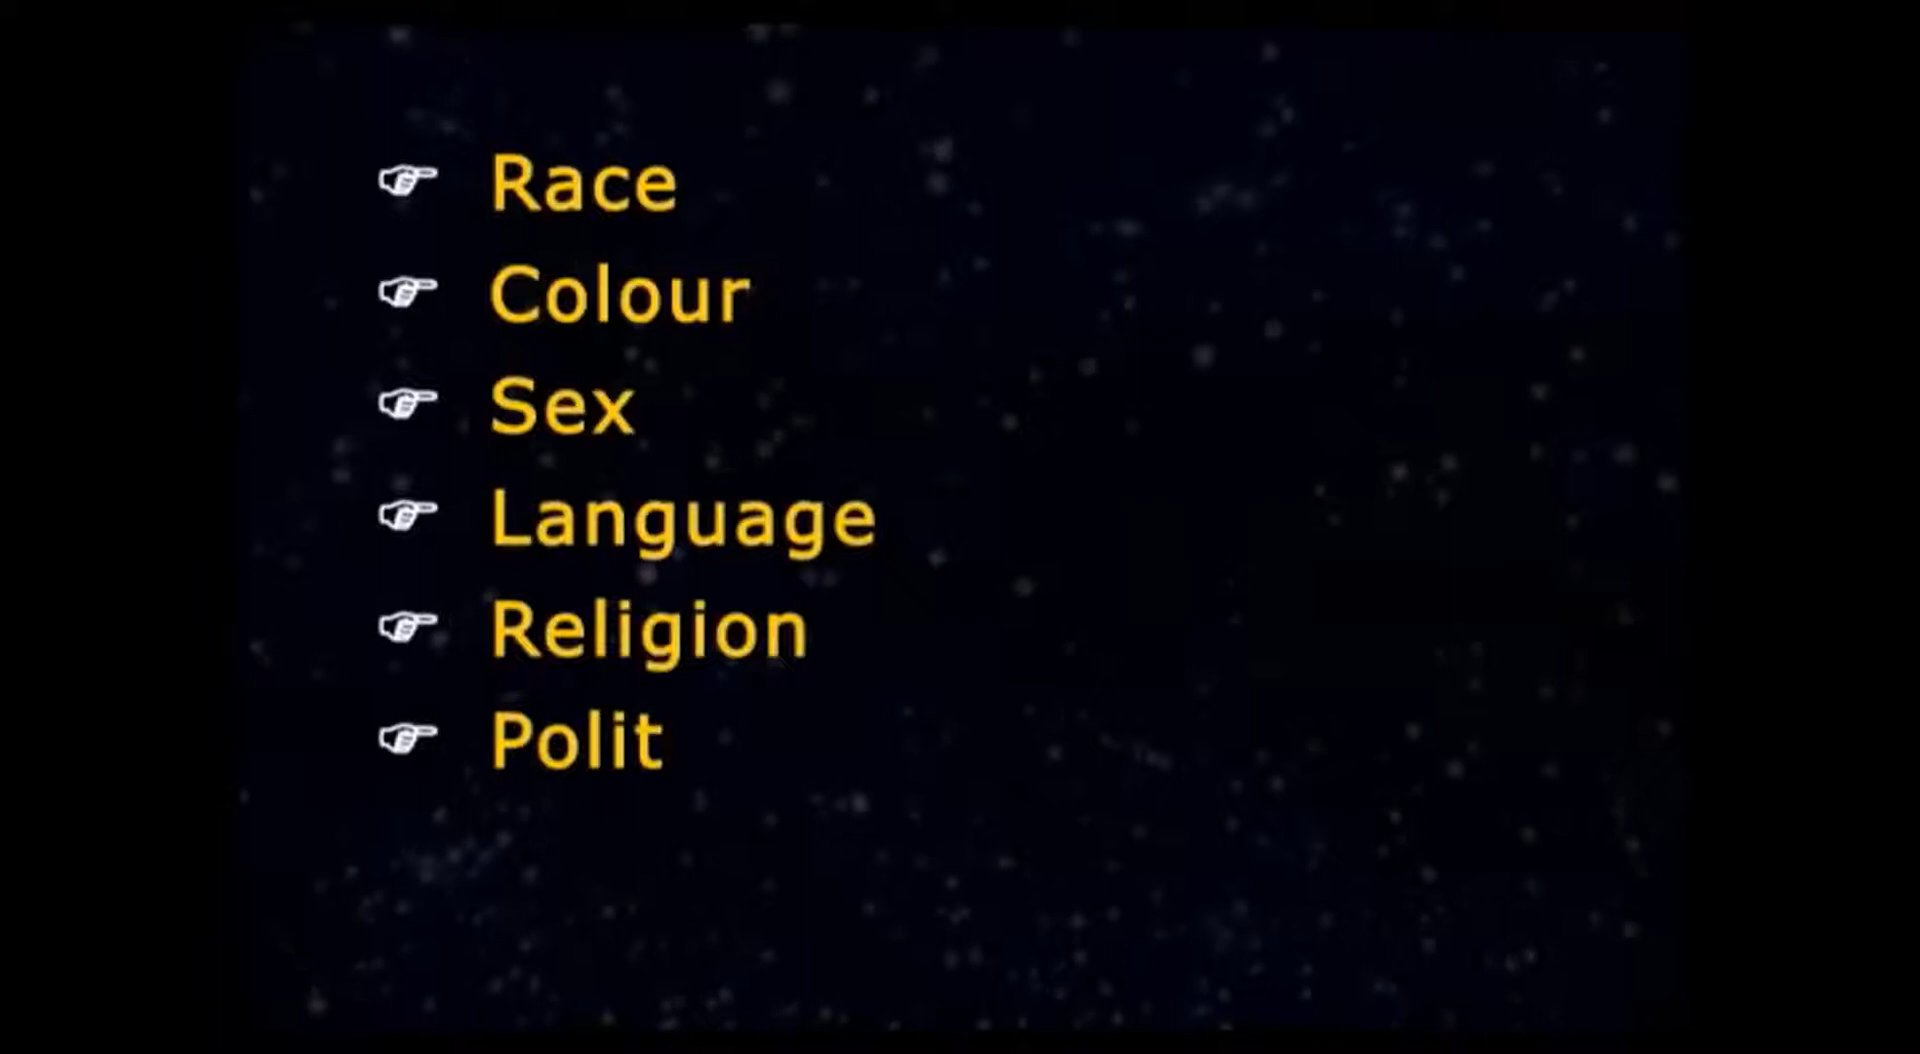 ☞ Race
☞ Colour
☞ Sex
☞ Language
☞ Religion
☞ Polit